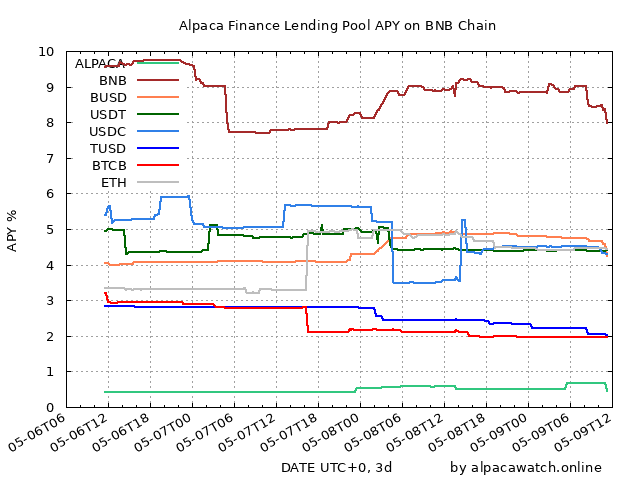 Alpaca Finance Lending Pool APY on BNB Chain
10
9
8
7
6
5
4
3
2
1
0
APY %
ALPACA
BNB
BUSD
USDT
USDC
TUSD
BTCB
ETH
05-06T06
05-06T12
05-06T18
05-07T00
05-07T06
05-07T12
05-07T18
05-08T00
05-08T06
05-08T12
05-08T18
05-09T00
05-09T06
05-09T12
DATE UTC+0, 3d
by alpacawatch.online